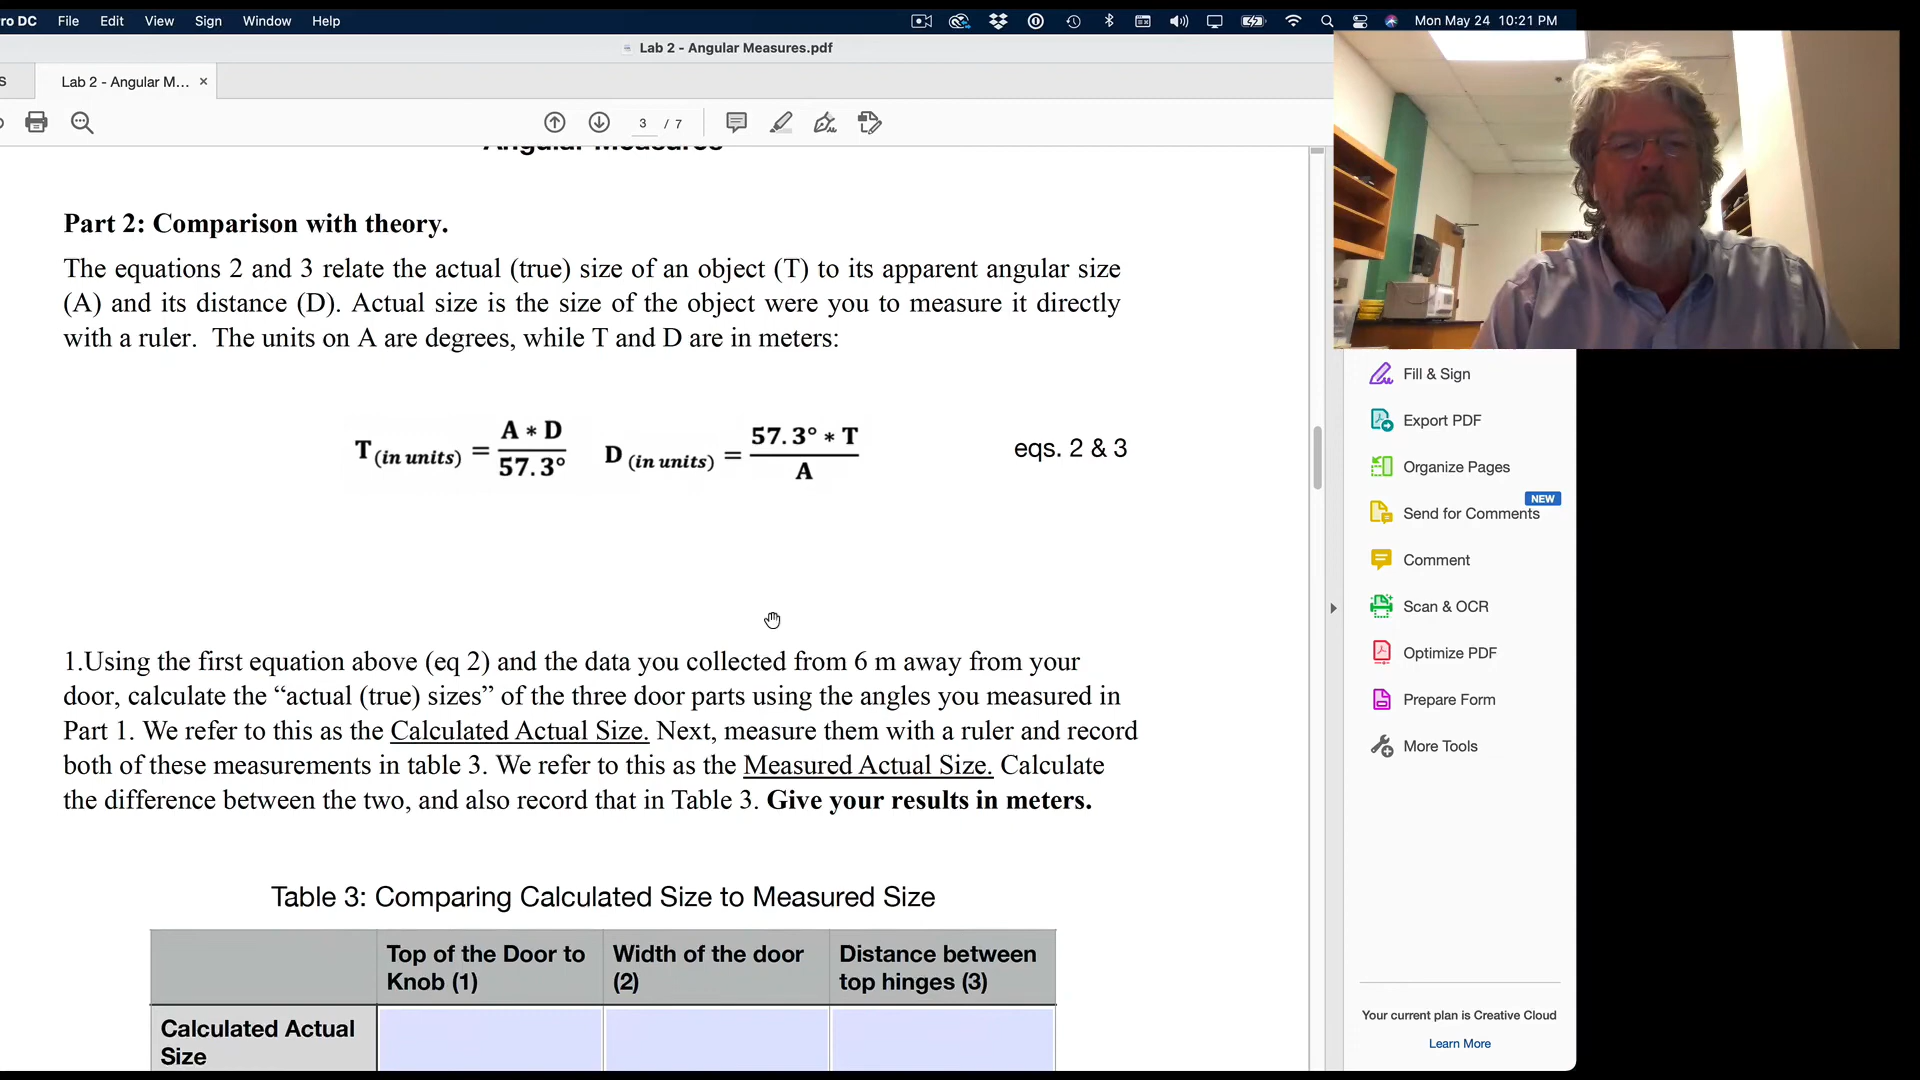 ro DC File Edit View Sign Window Help Mon May 24 10:21 PM
Lab 2 - Angular Measures.pdf
S Lab 2 - Angular M... ×
3 / 7
Angular Measures
Part 2: Comparison with theory.
The equations 2 and 3 relate the actual (true) size of an object (T) to its apparent angular size
(A) and its distance (D). Actual size is the size of the object were you to measure it directly
with a ruler. The units on A are degrees, while T and D are in meters:
T (in units) = A * D / 57.3° D (in units) = 57.3° * T / A eqs. 2 & 3
1.Using the first equation above (eq 2) and the data you collected from 6 m away from your
door, calculate the “actual (true) sizes” of the three door parts using the angles you measured in
Part 1. We refer to this as the Calculated Actual Size. Next, measure them with a ruler and record
both of these measurements in table 3. We refer to this as the Measured Actual Size. Calculate
the difference between the two, and also record that in Table 3. Give your results in meters.
Table 3: Comparing Calculated Size to Measured Size
Top of the Door to
Knob (1)
Width of the door
(2)
Distance between
top hinges (3)
Calculated Actual
Size
Fill & Sign
Export PDF
Organize Pages
NEW
Send for Comments
Comment
Scan & OCR
Optimize PDF
Prepare Form
More Tools
Your current plan is Creative Cloud
Learn More